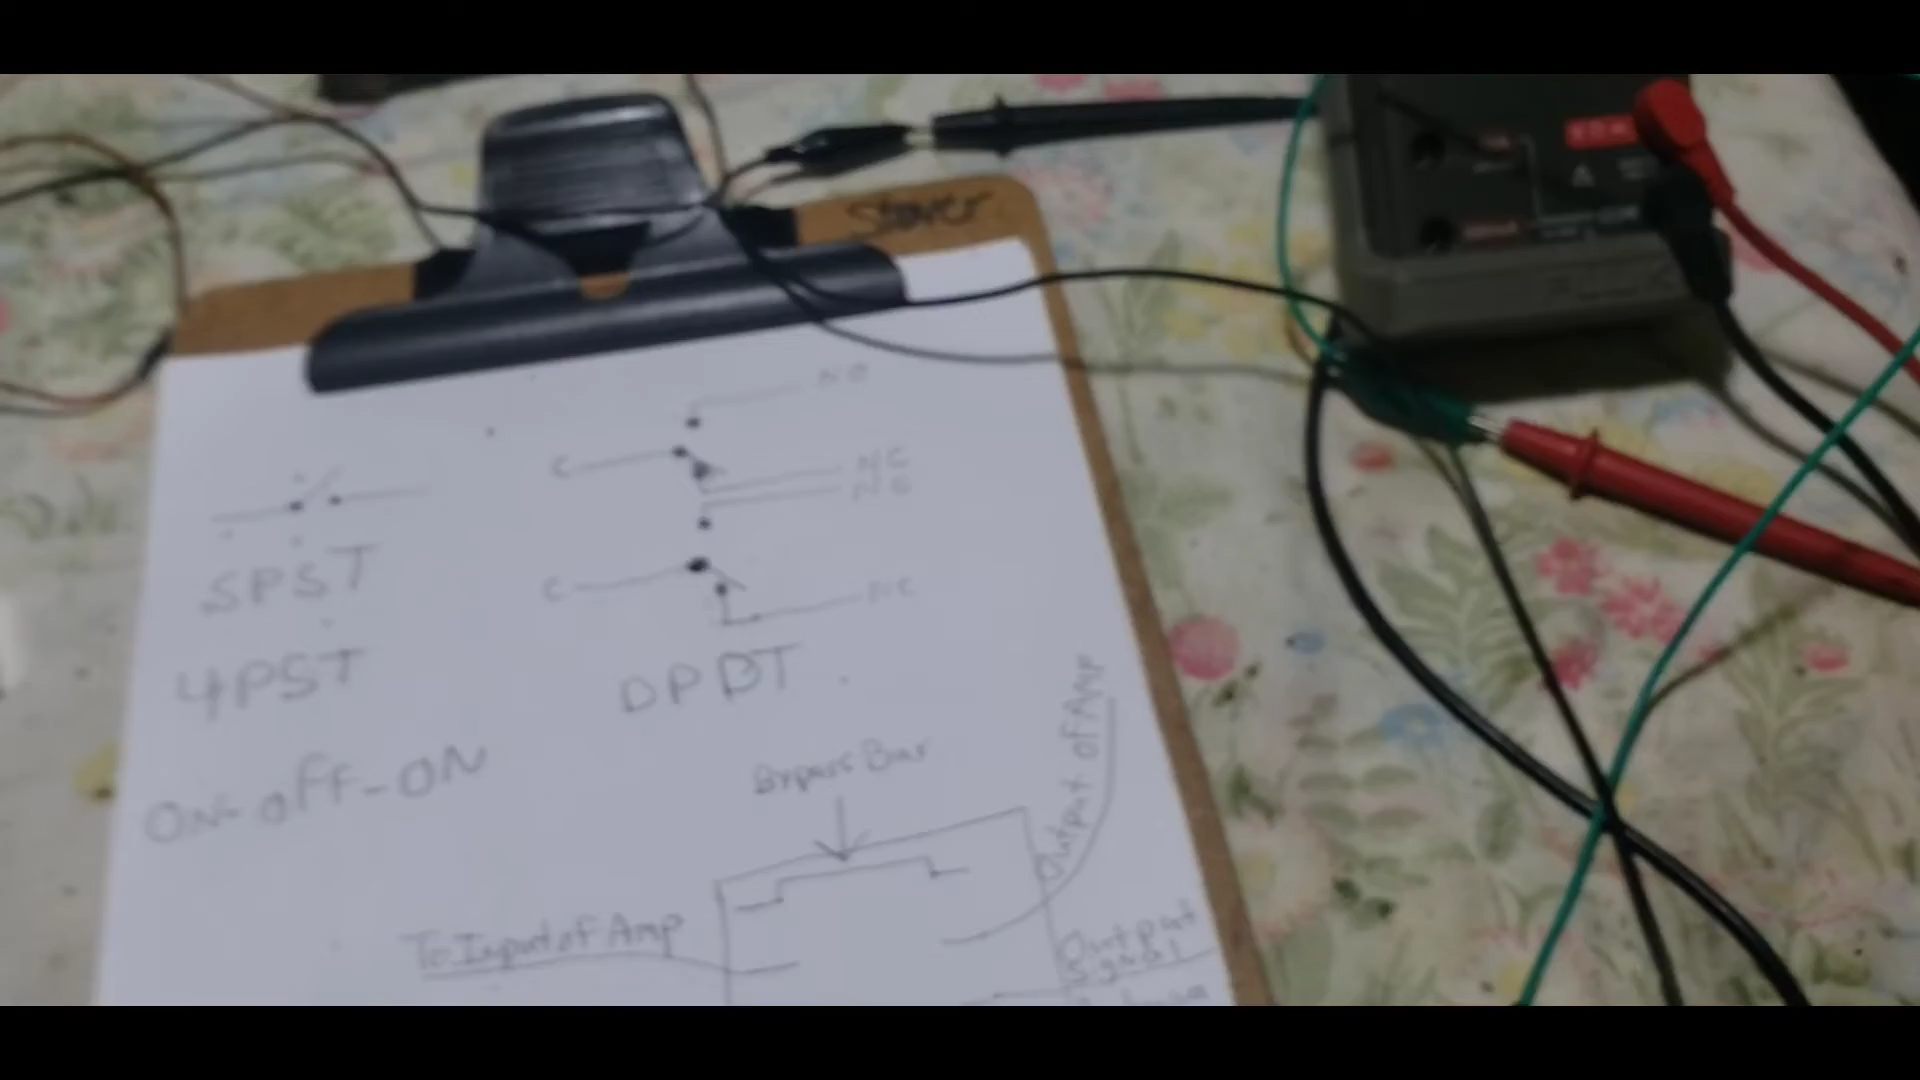 Stover
NO
C
NC
NO
C
NC
SPST
4PST
DPDT
ON-OFF-ON
Bypass Bar
Output of Amp
To Input of Amp
Output
Signal